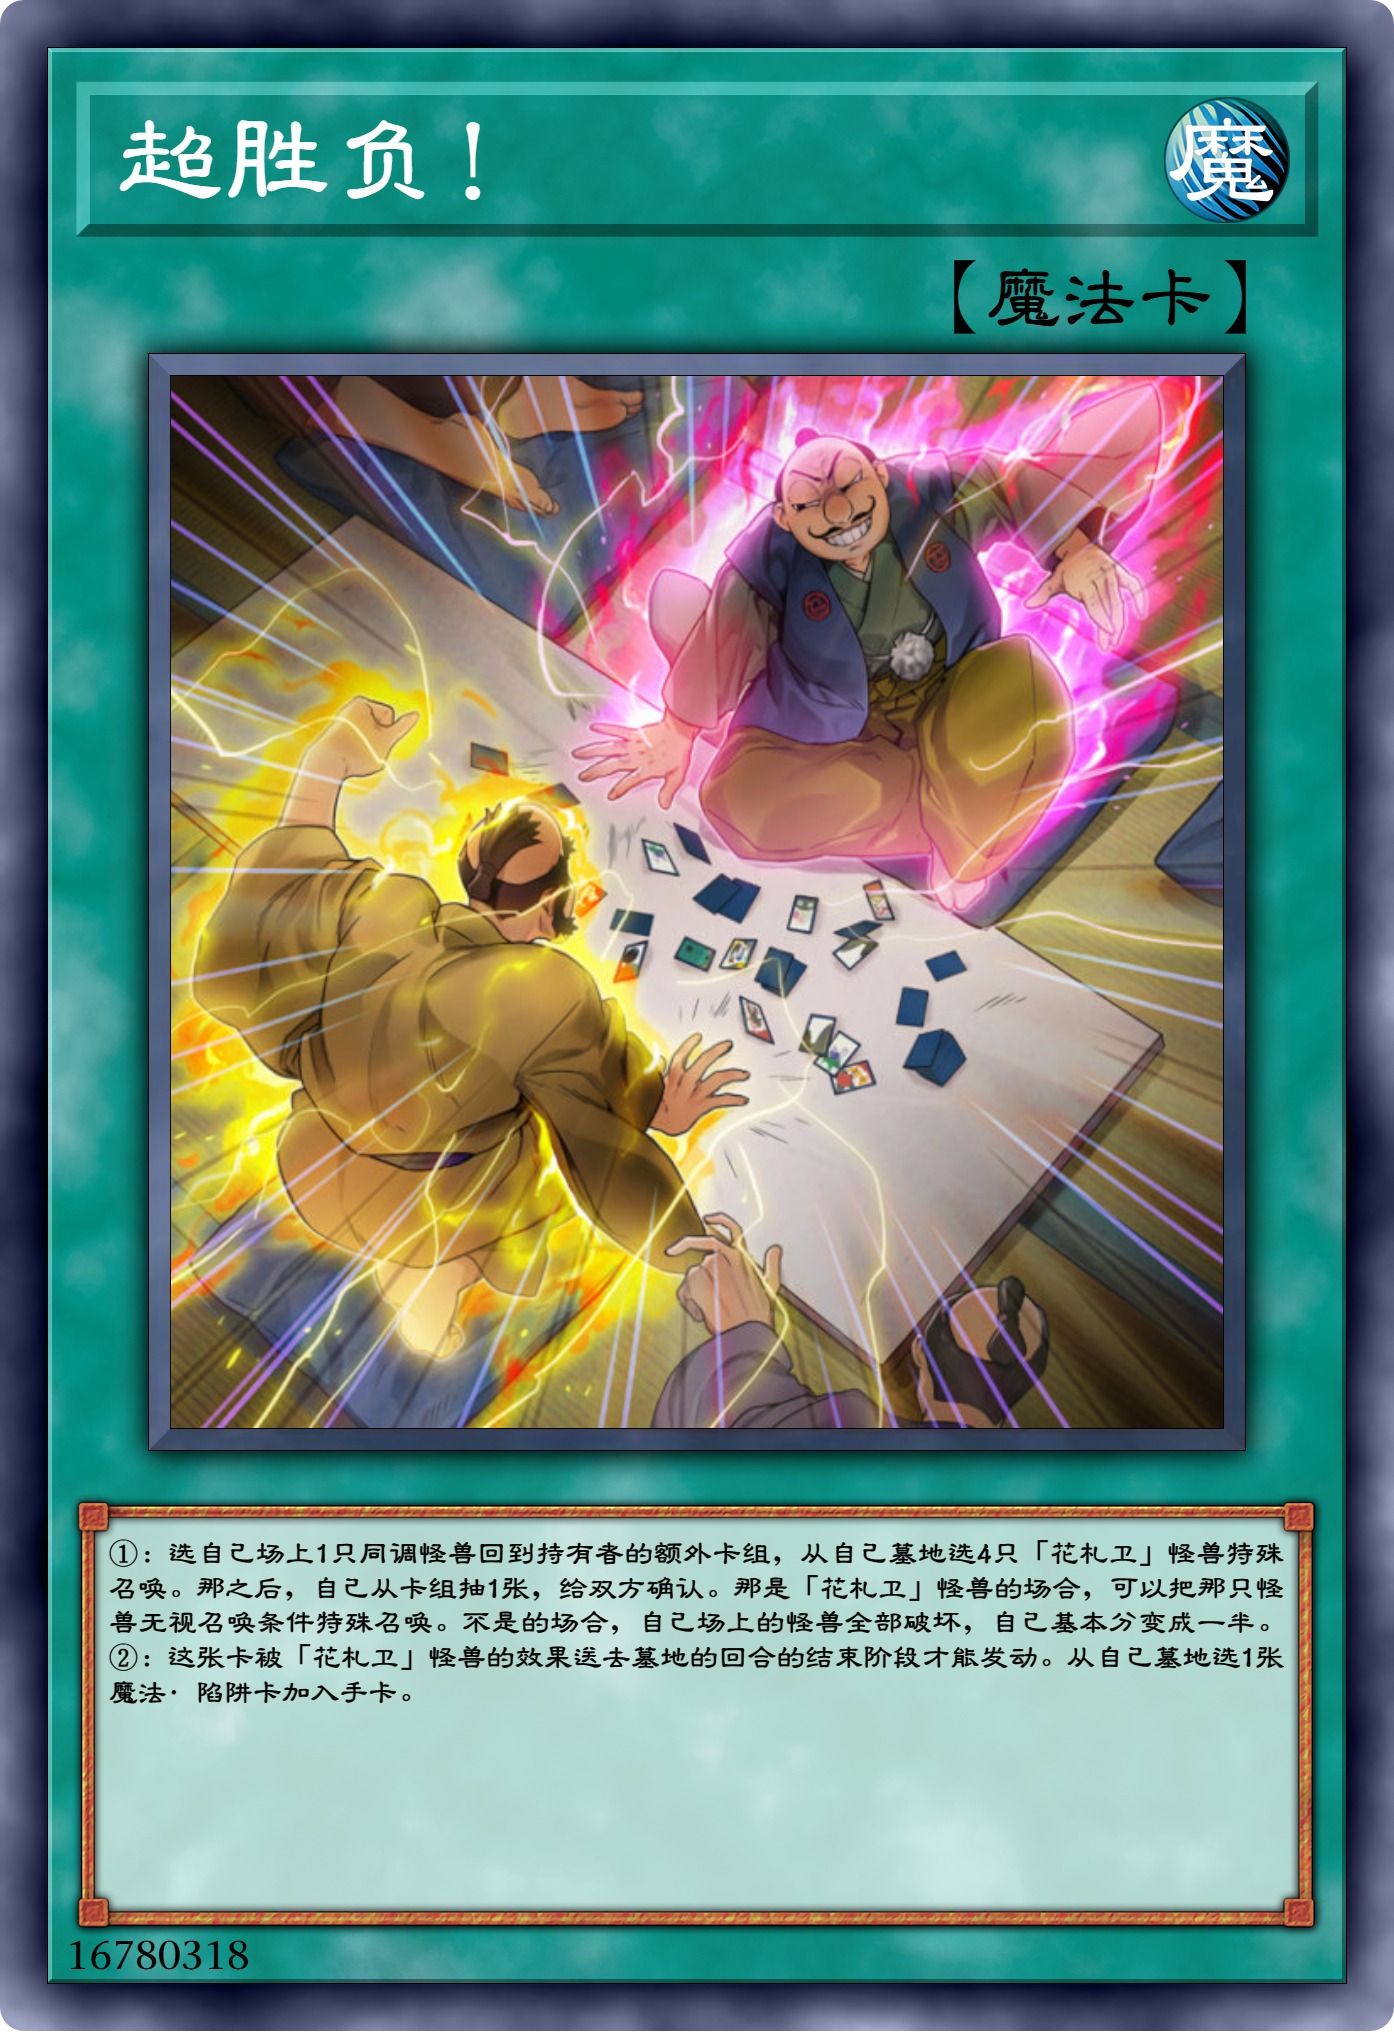 超胜负！
魔
【魔法卡】
①：选自己场上1只同调怪兽回到持有者的额外卡组，从自己墓地选4只「花札卫」怪兽特殊
召唤。那之后，自己从卡组抽1张，给双方确认。那是「花札卫」怪兽的场合，可以把那只怪
兽无视召唤条件特殊召唤。不是的场合，自己场上的怪兽全部破坏，自己基本分变成一半。
②：这张卡被「花札卫」怪兽的效果送去墓地的回合的结束阶段才能发动。从自己墓地选1张
魔法·陷阱卡加入手卡。
16780318